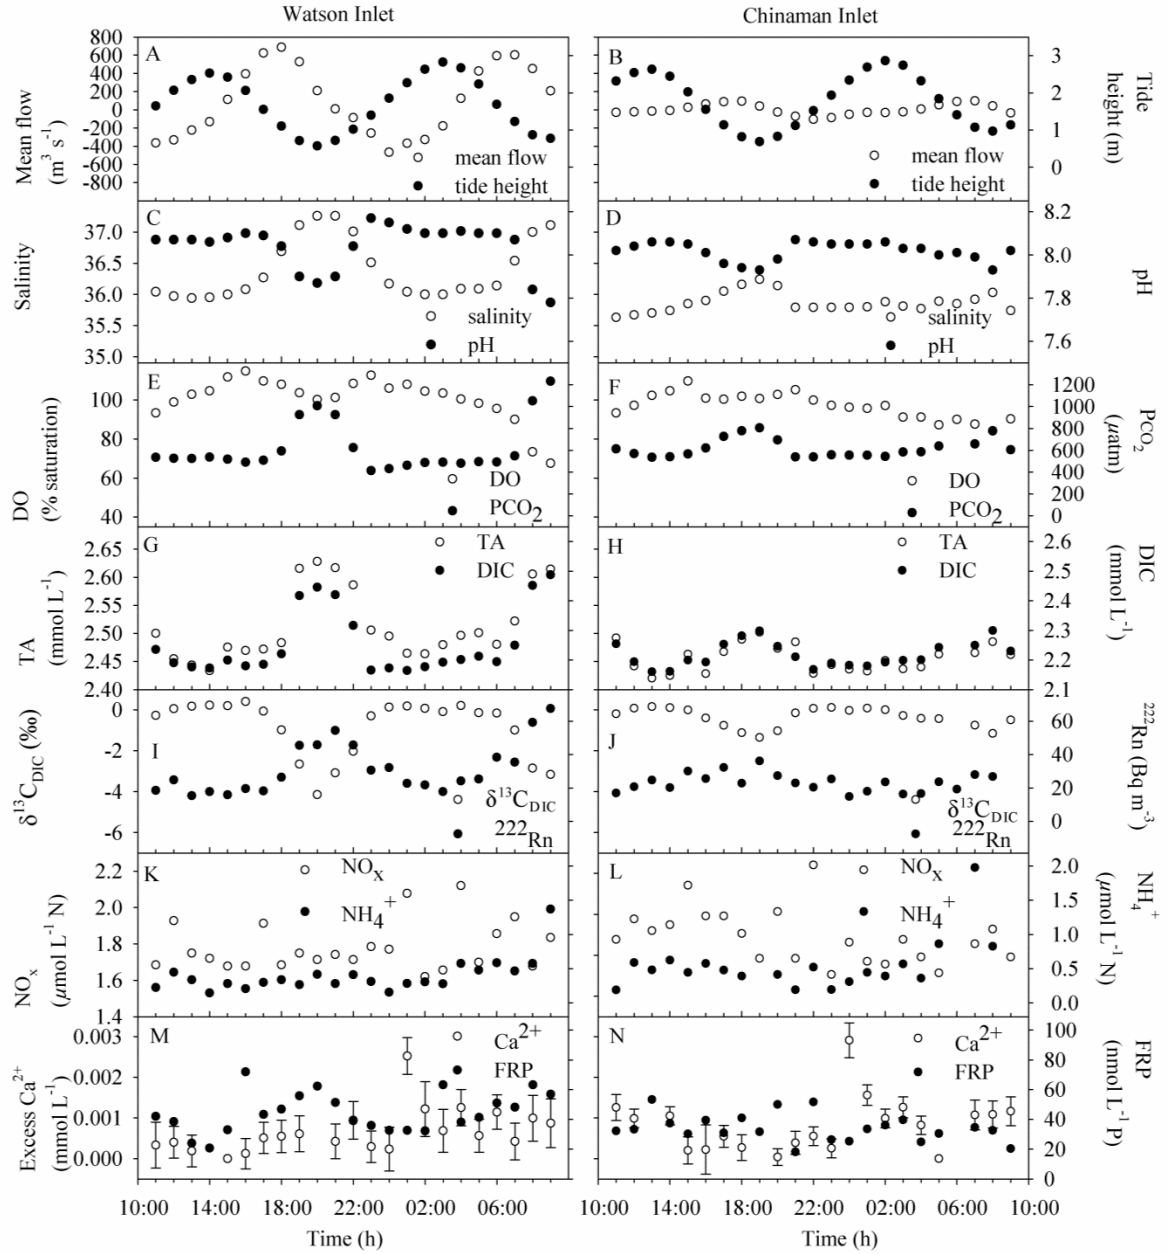 Watson Inlet
Chinaman Inlet
Mean flow
(m³ s⁻¹)
800
600
400
200
0
-200
-400
-600
-800
A
mean flow
tide height
B
mean flow
tide height
3
2
1
0
Tide
height
(m)
Salinity
37.0
36.5
36.0
35.5
35.0
C
salinity
pH
D
salinity
pH
8.2
8.0
7.8
7.6
pH
DO
(% saturation)
100
80
60
40
E
DO
PCO₂
F
DO
PCO₂
1200
1000
800
600
400
200
0
PCO₂
(µatm)
TA
(mmol L⁻¹)
2.65
2.60
2.55
2.50
2.45
2.40
G
TA
DIC
H
TA
DIC
2.6
2.5
2.4
2.3
2.2
2.1
DIC
(mmol L⁻¹)
δ¹³C_DIC (‰)
0
-2
-4
-6
I
δ¹³C_DIC
²²²Rn
J
δ¹³C_DIC
²²²Rn
60
40
20
0
²²²Rn (Bq m⁻³)
NOₓ
(µmol L⁻¹ N)
2.2
2.0
1.8
1.6
1.4
K
NOₓ
NH₄⁺
L
NOₓ
NH₄⁺
2.0
1.5
1.0
0.5
0.0
NH₄⁺
(µmol L⁻¹ N)
Excess Ca²⁺
(mmol L⁻¹)
0.003
0.002
0.001
0.000
M
Ca²⁺
FRP
N
Ca²⁺
FRP
100
80
60
40
20
0
FRP
(nmol L⁻¹ P)
10:00 14:00 18:00 22:00 02:00 06:00 10:00 14:00 18:00 22:00 02:00 06:00 10:00
Time (h)
Time (h)